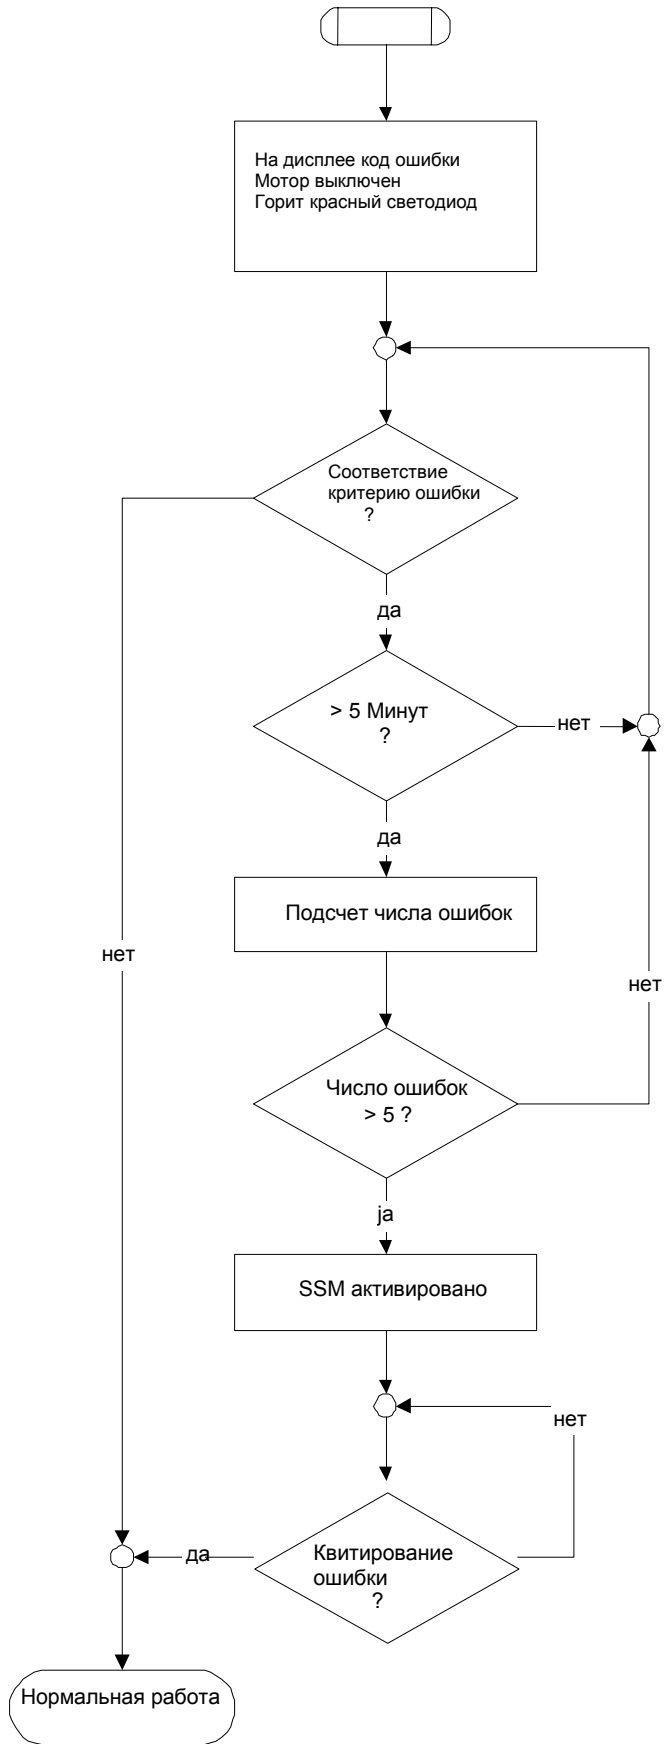 На дисплее код ошибки
Мотор выключен
Горит красный светодиод
Соответствие
критерию ошибки
?
да
> 5 Минут
?
нет
да
Подсчет числа ошибок
нет
нет
Число ошибок
> 5 ?
ja
SSM активировано
нет
да
Квитирование
ошибки
?
Нормальная работа